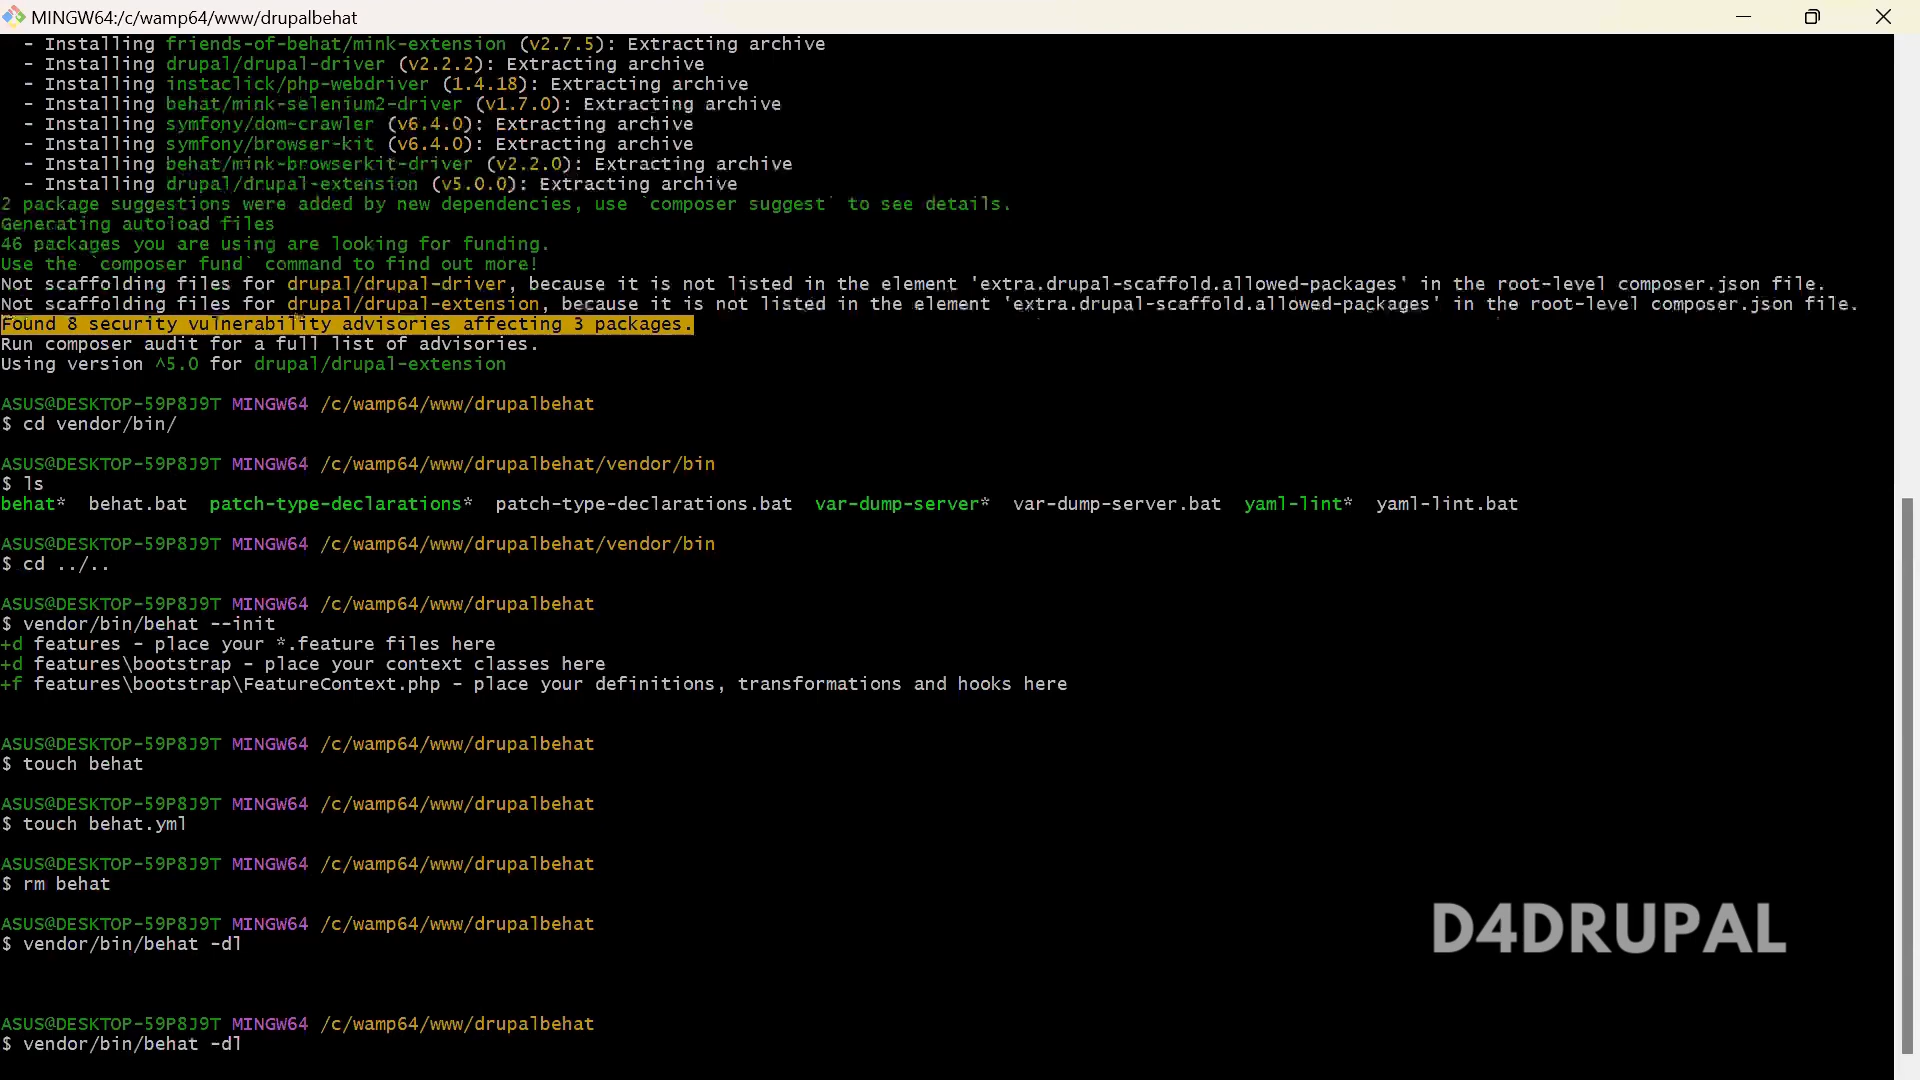 MINGW64:/c/wamp64/www/drupalbehat
- Installing friends-of-behat/mink-extension (v2.7.5): Extracting archive
- Installing drupal/drupal-driver (v2.2.2): Extracting archive
- Installing instaclick/php-webdriver (1.4.18): Extracting archive
- Installing behat/mink-selenium2-driver (v1.7.0): Extracting archive
- Installing symfony/dom-crawler (v6.4.0): Extracting archive
- Installing symfony/browser-kit (v6.4.0): Extracting archive
- Installing behat/mink-browserkit-driver (v2.2.0): Extracting archive
- Installing drupal/drupal-extension (v5.0.0): Extracting archive
2 package suggestions were added by new dependencies, use `composer suggest` to see details.
Generating autoload files
46 packages you are using are looking for funding.
Use the `composer fund` command to find out more!
Not scaffolding files for drupal/drupal-driver, because it is not listed in the element 'extra.drupal-scaffold.allowed-packages' in the root-level composer.json file.
Not scaffolding files for drupal/drupal-extension, because it is not listed in the element 'extra.drupal-scaffold.allowed-packages' in the root-level composer.json file.
Found 8 security vulnerability advisories affecting 3 packages.
Run composer audit for a full list of advisories.
Using version ^5.0 for drupal/drupal-extension
ASUS@DESKTOP-59P8J9T MINGW64 /c/wamp64/www/drupalbehat
$ cd vendor/bin/
ASUS@DESKTOP-59P8J9T MINGW64 /c/wamp64/www/drupalbehat/vendor/bin
$ ls
behat* behat.bat patch-type-declarations* patch-type-declarations.bat var-dump-server* var-dump-server.bat yaml-lint* yaml-lint.bat
ASUS@DESKTOP-59P8J9T MINGW64 /c/wamp64/www/drupalbehat/vendor/bin
$ cd ../..
ASUS@DESKTOP-59P8J9T MINGW64 /c/wamp64/www/drupalbehat
$ vendor/bin/behat --init
+d features - place your *.feature files here
+d features\bootstrap - place your context classes here
+f features\bootstrap\FeatureContext.php - place your definitions, transformations and hooks here
ASUS@DESKTOP-59P8J9T MINGW64 /c/wamp64/www/drupalbehat
$ touch behat
ASUS@DESKTOP-59P8J9T MINGW64 /c/wamp64/www/drupalbehat
$ touch behat.yml
ASUS@DESKTOP-59P8J9T MINGW64 /c/wamp64/www/drupalbehat
$ rm behat
ASUS@DESKTOP-59P8J9T MINGW64 /c/wamp64/www/drupalbehat
$ vendor/bin/behat -dl
D4DRUPAL
ASUS@DESKTOP-59P8J9T MINGW64 /c/wamp64/www/drupalbehat
$ vendor/bin/behat -dl